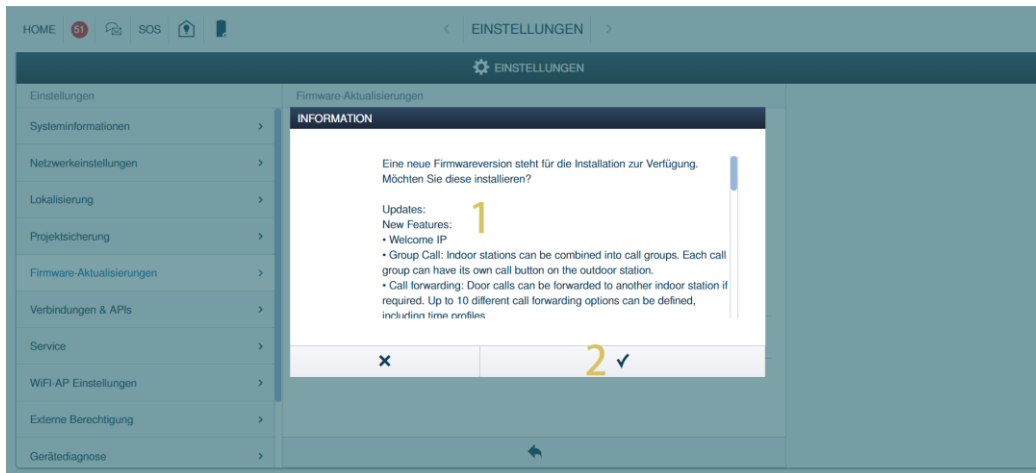 HOME 51 SOS < EINSTELLUNGEN >
EINSTELLUNGEN
Einstellungen
Firmware-Aktualisierungen
Systeminformationen
Netzwerkeinstellungen
Lokalisierung
Projektsicherung
Firmware-Aktualisierungen
Verbindungen & APIs
Service
WiFI-AP Einstellungen
Externe Berechtigung
Gerätediagnose
INFORMATION
Eine neue Firmwareversion steht für die Installation zur Verfügung.
Möchten Sie diese installieren?
Updates:
New Features:
1
• Welcome IP
• Group Call: Indoor stations can be combined into call groups. Each call
group can have its own call button on the outdoor station.
• Call forwarding: Door calls can be forwarded to another indoor station if
required. Up to 10 different call forwarding options can be defined,
including time profiles
2